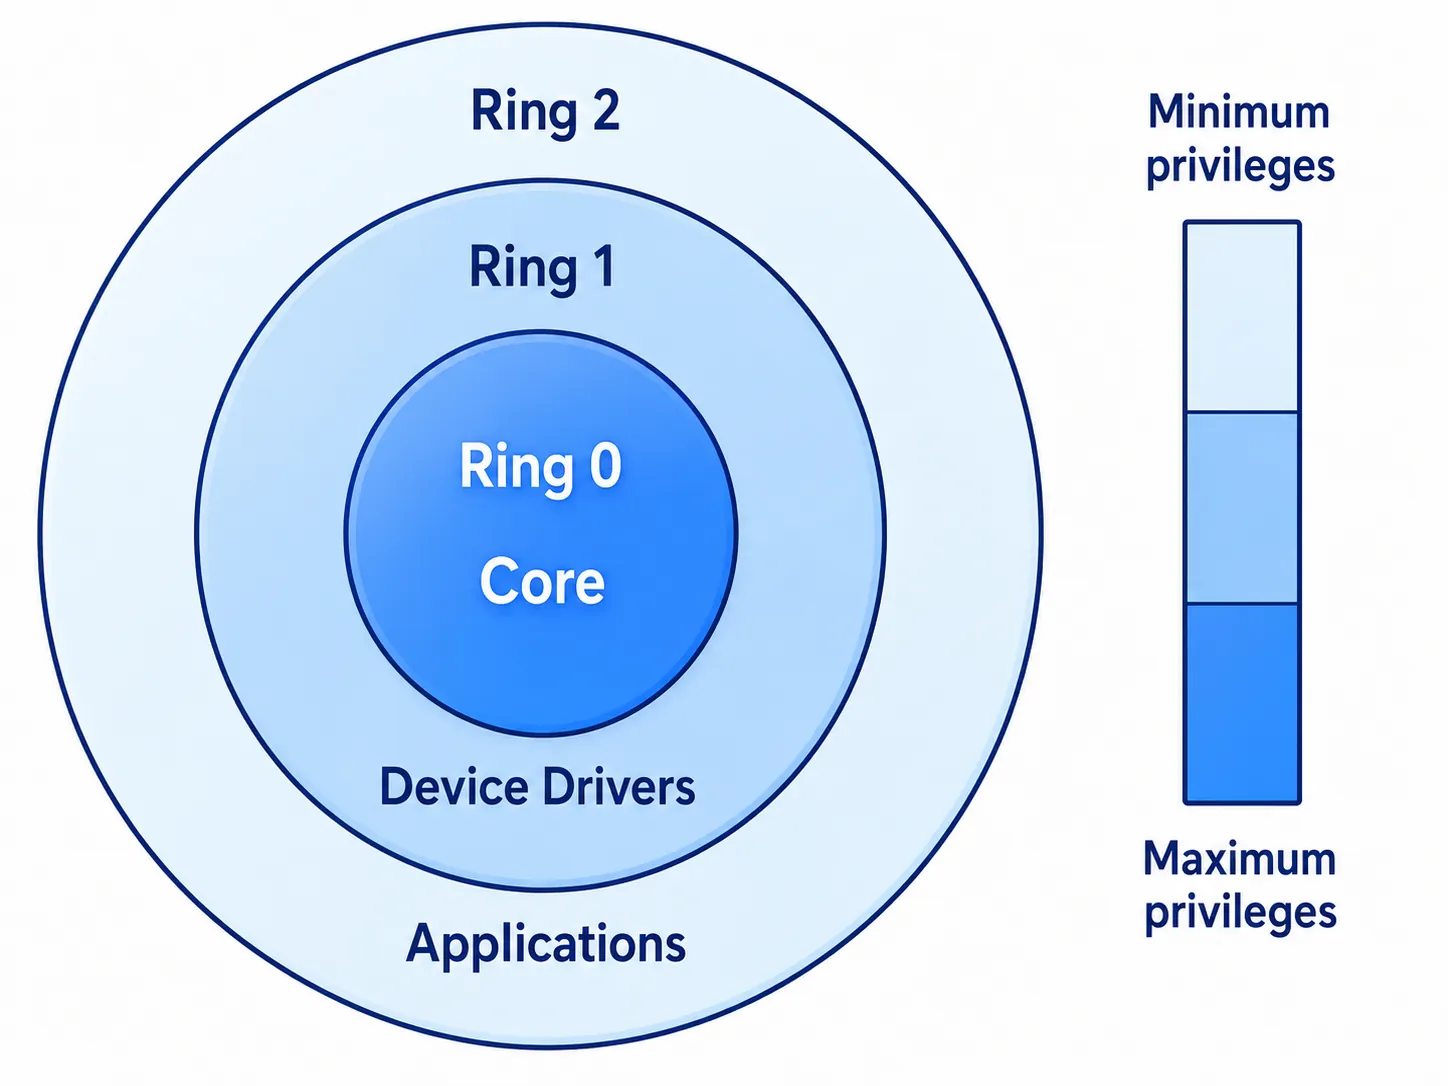 Ring 2
Ring 1
Ring 0
Core
Device Drivers
Applications
Minimum
privileges
Maximum
privileges